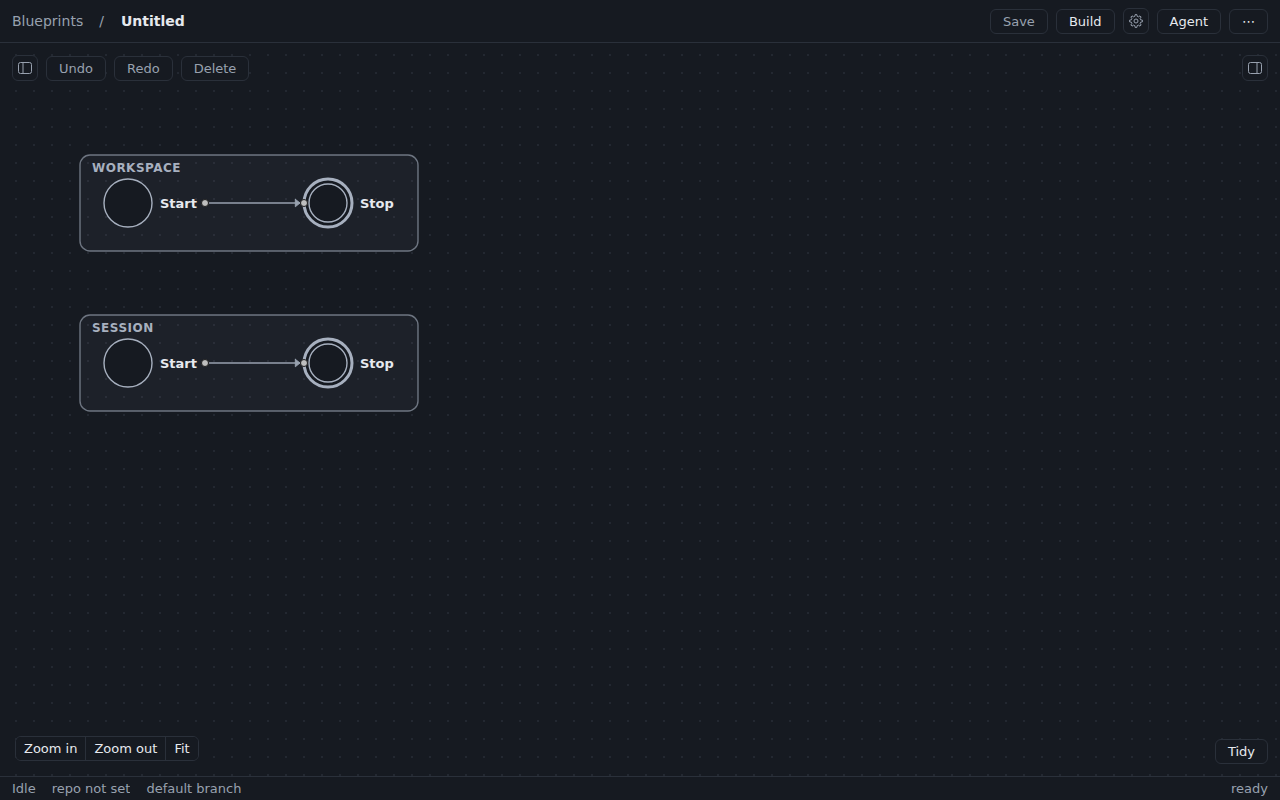 Blueprints / Untitled
Save Build Agent ⋯
Undo Redo Delete
WORKSPACE
Start Stop
SESSION
Start Stop
Zoom in Zoom out Fit
Tidy
Idle repo not set default branch ready